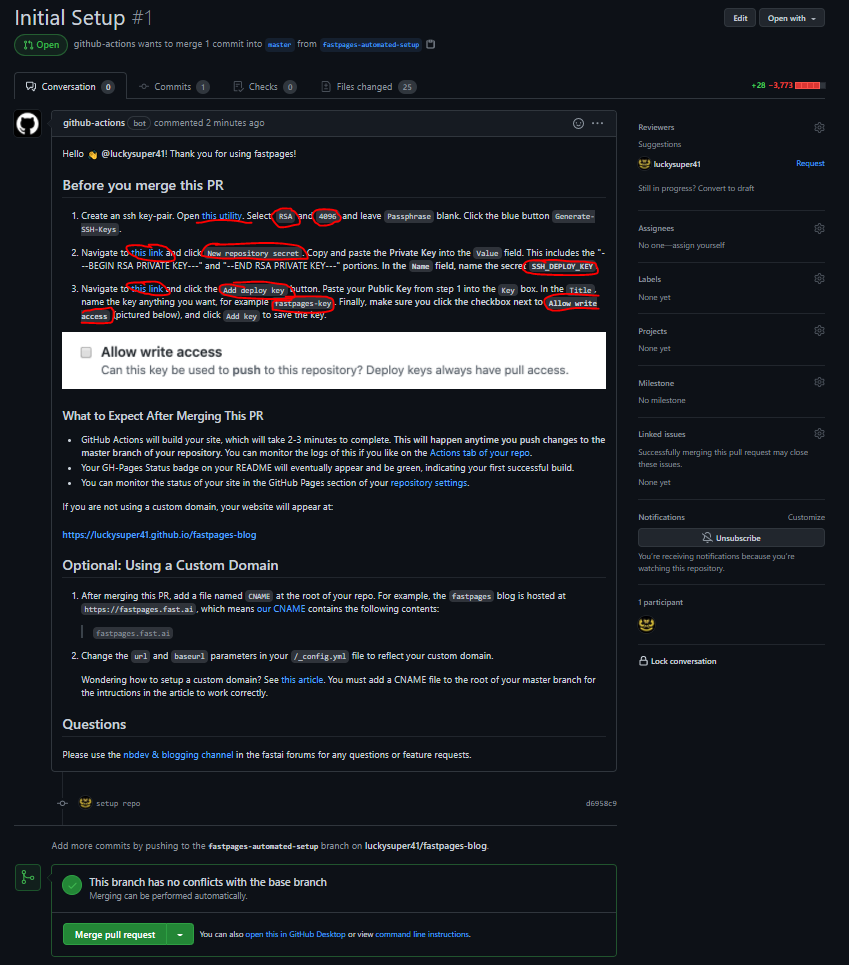 Initial Setup #1
Edit
Open with
Open
github-actions wants to merge 1 commit into master from fastpages-automated-setup
Conversation 0
Commits 1
Checks 0
Files changed 25
+28 −3,773
github-actions bot commented 2 minutes ago
Hello 👋 @luckysuper41! Thank you for using fastpages!
Before you merge this PR
1. Create an ssh key-pair. Open this utility. Select RSA and 4096 and leave Passphrase blank. Click the blue button Generate-
SSH-Keys.
2. Navigate to this link and click New repository secret. Copy and paste the Private Key into the Value field. This includes the "-
--BEGIN RSA PRIVATE KEY---" and "--END RSA PRIVATE KEY---" portions. In the Name field, name the secret SSH_DEPLOY_KEY
3. Navigate to this link and click the Add deploy key button. Paste your Public Key from step 1 into the Key box. In the Title,
name the key anything you want, for example fastpages-key. Finally, make sure you click the checkbox next to Allow write
access (pictured below), and click Add key to save the key.
Allow write access
Can this key be used to push to this repository? Deploy keys always have pull access.
What to Expect After Merging This PR
• GitHub Actions will build your site, which will take 2-3 minutes to complete. This will happen anytime you push changes to the
master branch of your repository. You can monitor the logs of this if you like on the Actions tab of your repo.
• Your GH-Pages Status badge on your README will eventually appear and be green, indicating your first successful build.
• You can monitor the status of your site in the GitHub Pages section of your repository settings.
If you are not using a custom domain, your website will appear at:
https://luckysuper41.github.io/fastpages-blog
Optional: Using a Custom Domain
1. After merging this PR, add a file named CNAME at the root of your repo. For example, the fastpages blog is hosted at
https://fastpages.fast.ai, which means our CNAME contains the following contents:
fastpages.fast.ai
2. Change the url and baseurl parameters in your /_config.yml file to reflect your custom domain.
Wondering how to setup a custom domain? See this article. You must add a CNAME file to the root of your master branch for
the intructions in the article to work correctly.
Questions
Please use the nbdev & blogging channel in the fastai forums for any questions or feature requests.
setup repo
d6958c9
Add more commits by pushing to the fastpages-automated-setup branch on luckysuper41/fastpages-blog.
This branch has no conflicts with the base branch
Merging can be performed automatically.
Merge pull request
You can also open this in GitHub Desktop or view command line instructions.
Reviewers
Suggestions
luckysuper41 Request
Still in progress? Convert to draft
Assignees
No one—assign yourself
Labels
None yet
Projects
None yet
Milestone
No milestone
Linked issues
Successfully merging this pull request may close
these issues.
None yet
Notifications Customize
Unsubscribe
You're receiving notifications because you're
watching this repository.
1 participant
Lock conversation